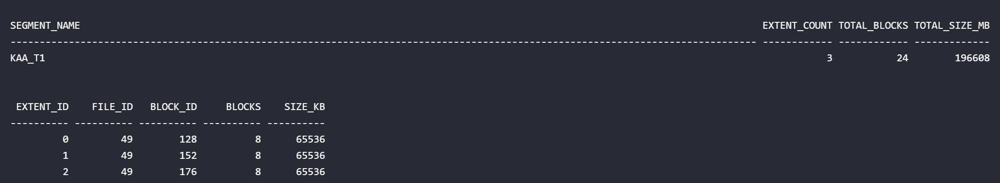 SEGMENT_NAME EXTENT_COUNT TOTAL_BLOCKS TOTAL_SIZE_MB
-------------------------------------------------------------------------------------------------------------------------------- ------------ ------------ -------------
KAA_T1 3 24 196608
EXTENT_ID FILE_ID BLOCK_ID BLOCKS SIZE_KB
---------- ---------- ---------- ---------- ----------
0 49 128 8 65536
1 49 152 8 65536
2 49 176 8 65536